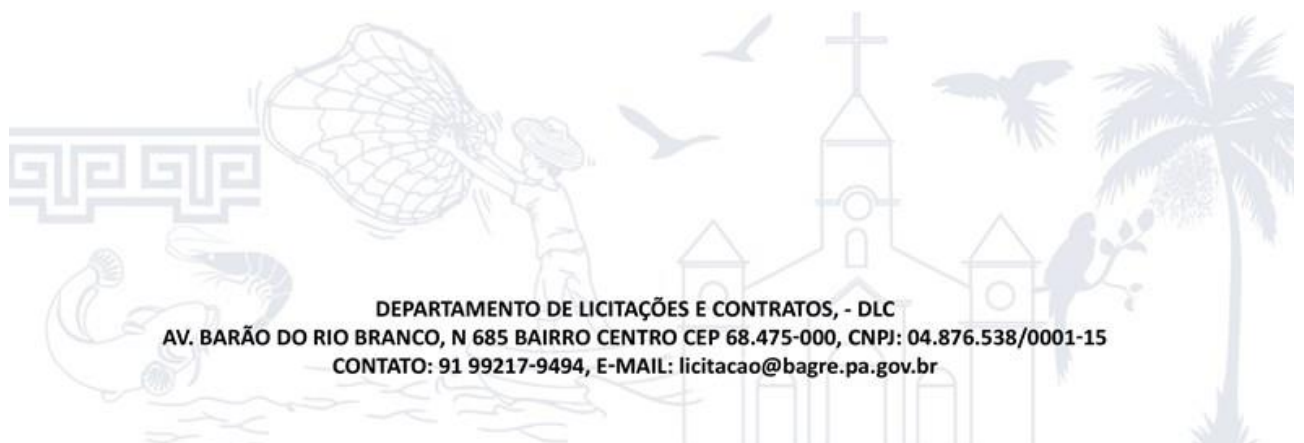 DEPARTAMENTO DE LICITAÇÕES E CONTRATOS, - DLC
AV. BARÃO DO RIO BRANCO, N 685 BAIRRO CENTRO CEP 68.475-000, CNPJ: 04.876.538/0001-15
CONTATO: 91 99217-9494, E-MAIL: licitacao@bagre.pa.gov.br